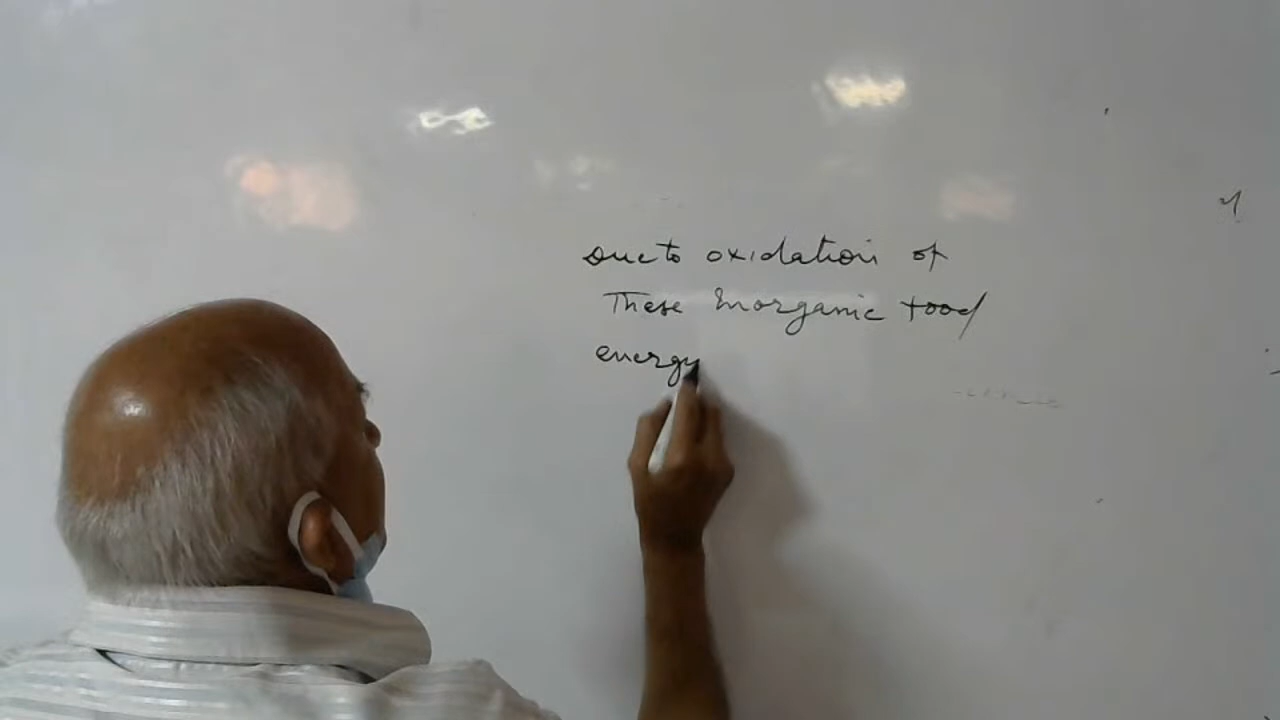 Due to oxidation of
These Inorganic food
energy